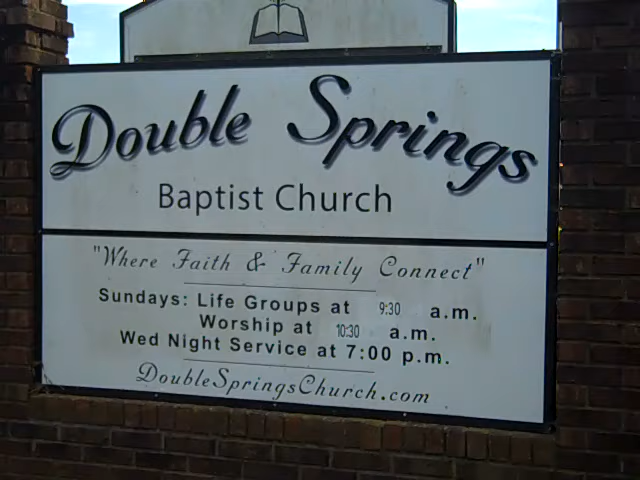 Double Springs
Baptist Church
"Where Faith & Family Connect"
Sundays: Life Groups at 9:30 a.m.
Worship at 10:30 a.m.
Wed Night Service at 7:00 p.m.
DoubleSpringsChurch.com